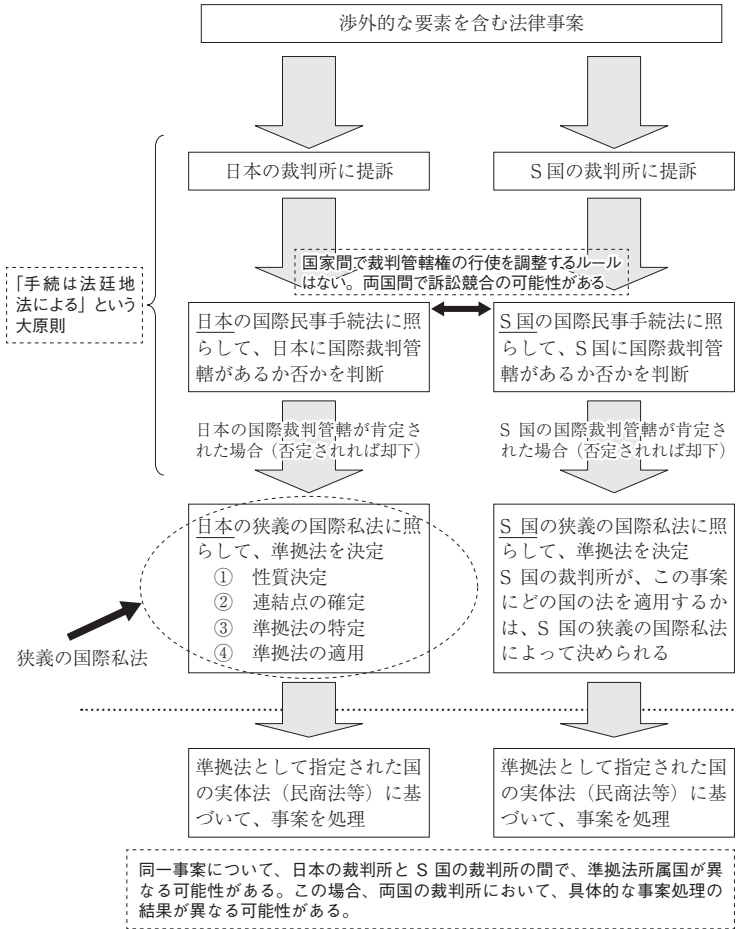 渉外的な要素を含む法律事案
日本の裁判所に提訴
S国の裁判所に提訴
国家間で裁判管轄権の行使を調整するルール
はない。両国間で訴訟競合の可能性がある
「手続は法廷地
法による」という
大原則
日本の国際民事手続法に照
らして、日本に国際裁判管
轄があるか否かを判断
S国の国際民事手続法に照
らして、S国に国際裁判管
轄があるか否かを判断
日本の国際裁判管轄が肯定さ
れた場合（否定されれば却下）
S 国の国際裁判管轄が肯定さ
れた場合（否定されれば却下）
日本の狭義の国際私法に照
らして、準拠法を決定
① 性質決定
② 連結点の確定
③ 準拠法の特定
④ 準拠法の適用
S 国の狭義の国際私法に照
らして、準拠法を決定
S 国の裁判所が、この事案
にどの国の法を適用するか
は、S 国の狭義の国際私法
によって決められる
狭義の国際私法
準拠法として指定された国
の実体法（民商法等）に基
づいて、事案を処理
準拠法として指定された国
の実体法（民商法等）に基
づいて、事案を処理
同一事案について、日本の裁判所と S 国の裁判所の間で、準拠法所属国が異
なる可能性がある。この場合、両国の裁判所において、具体的な事案処理の
結果が異なる可能性がある。